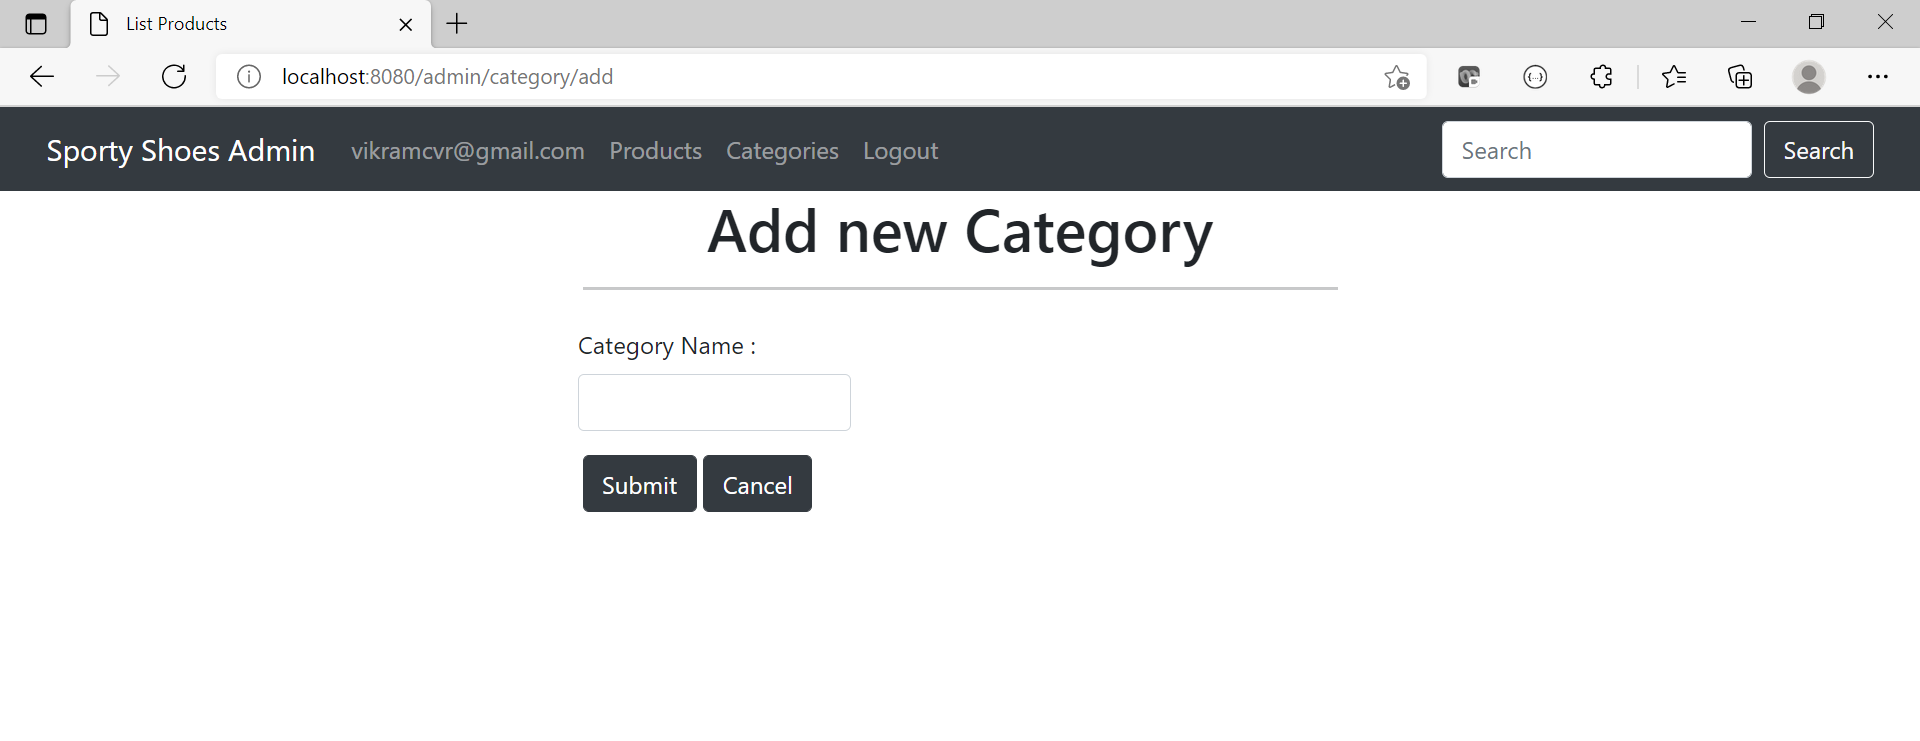 List Products
localhost:8080/admin/category/add
Sporty Shoes Admin vikramcvr@gmail.com Products Categories Logout Search Search
Add new Category
Category Name :
Submit Cancel